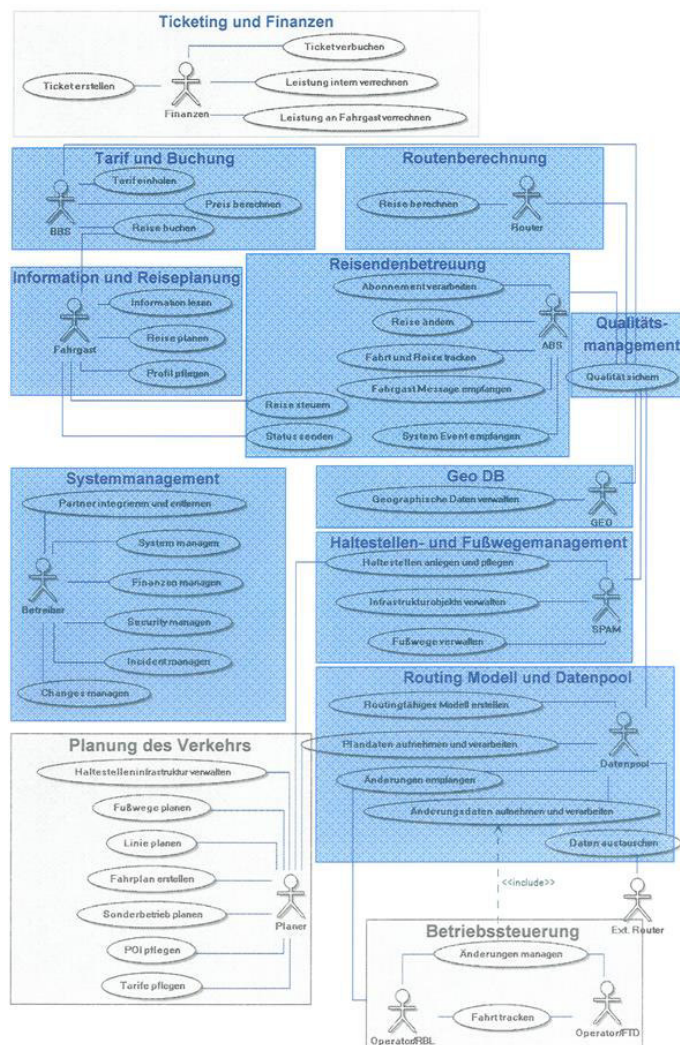 Ticketing und Finanzen
Ticket verbuchen
Ticket erstellen
Leistung intern verrechnen
Finanzen
Leistung an Fahrgast verrechnen
Tarif und Buchung
Tarif einholen
Preis berechnen
BBS
Reise buchen
Routenberechnung
Reise berechnen
Router
Information und Reiseplanung
Information lesen
Reise planen
Fahrgast
Profil pflegen
Reisendenbetreuung
Abonnement verarbeiten
Reise ändern
ABS
Fahrt und Reise tracken
Fahrgast Message empfangen
Reise steuern
Status senden
System Event empfangen
Qualitäts-
management
Qualität sichern
Systemmanagement
Partner integrieren und entfernen
System managen
Finanzen managen
Betreiber
Security managen
Incident managen
Changes managen
Geo DB
Geographische Daten verwalten
GEO
Haltestellen- und Fußwegemanagement
Haltestellen anlegen und pflegen
Infrastrukturobjekte verwalten
SPAM
Fußwege verwalten
Routing Modell und Datenpool
Routingfähiges Modell erstellen
Plandaten aufnehmen und verarbeiten
Datenpool
Änderungen empfangen
Änderungsdaten aufnehmen und verarbeiten
Daten austauschen
<<include>>
Ext. Router
Planung des Verkehrs
Haltestelleninfrastruktur verwalten
Fußwege planen
Linie planen
Fahrplan erstellen
Sonderbetrieb planen
Planer
POI pflegen
Tarife pflegen
Betriebssteuerung
Änderungen managen
Fahrt tracken
Operator/RBL
Operator/FTD